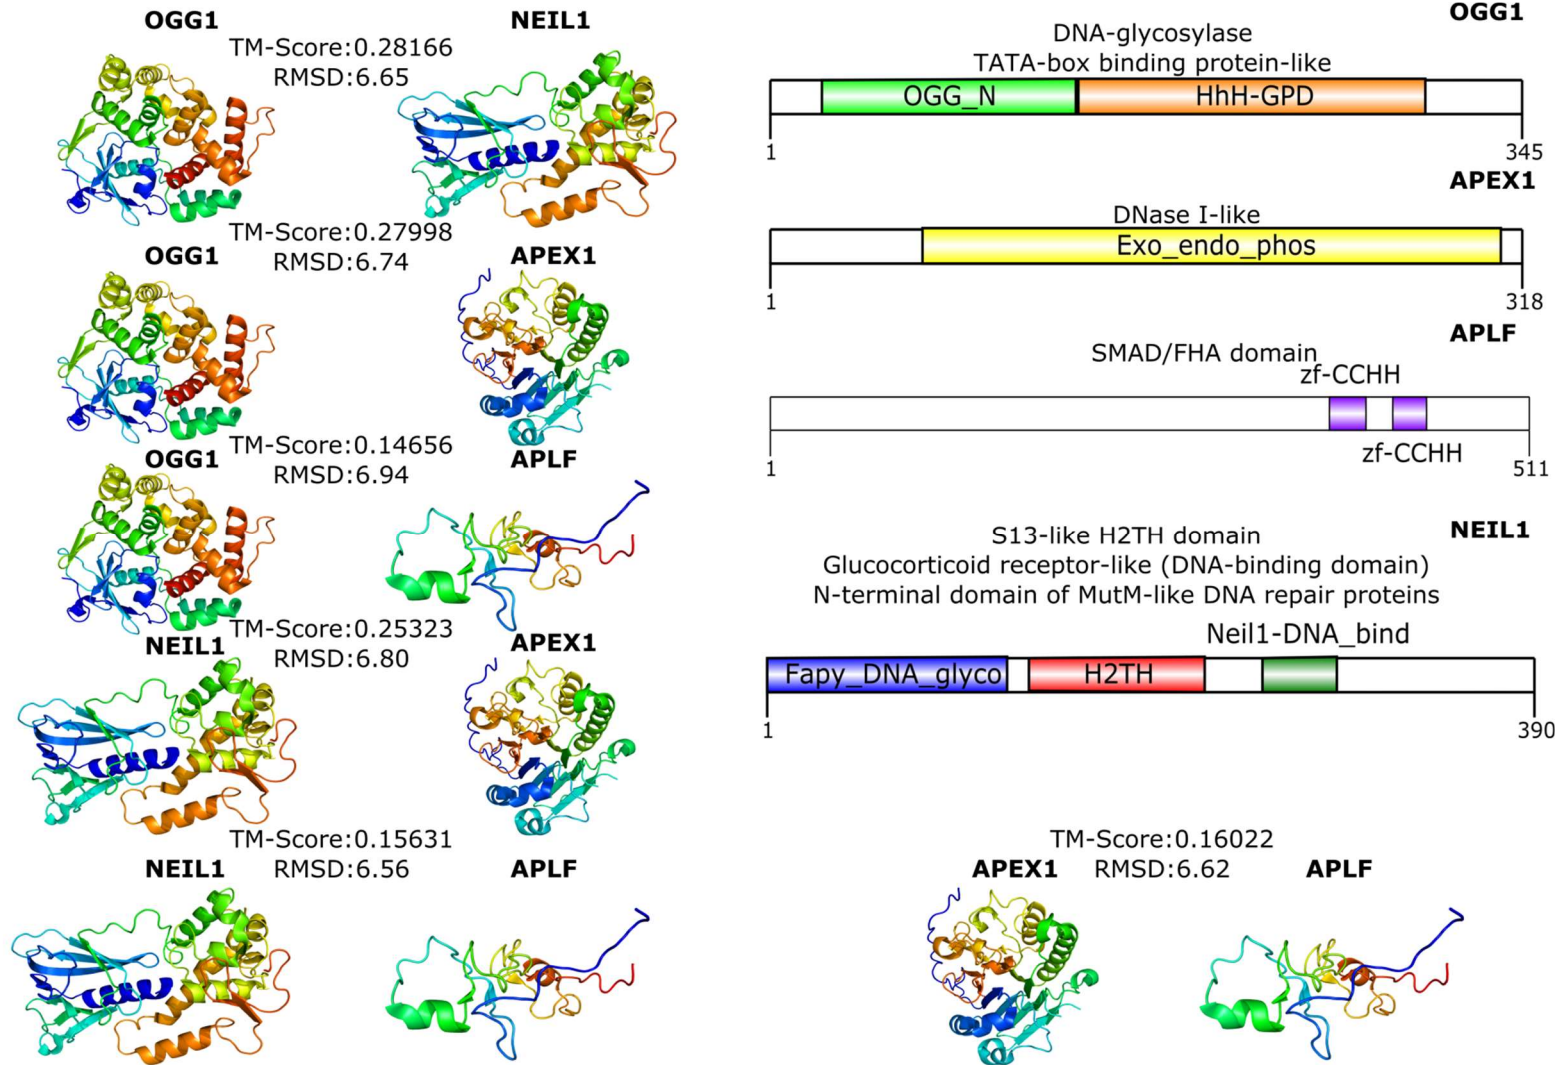 OGG1
NEIL1
TM-Score:0.28166
RMSD:6.65
OGG1
APEX1
TM-Score:0.27998
RMSD:6.74
OGG1
APLF
TM-Score:0.14656
RMSD:6.94
NEIL1
APEX1
TM-Score:0.25323
RMSD:6.80
NEIL1
APLF
TM-Score:0.15631
RMSD:6.56
OGG1
DNA-glycosylase
TATA-box binding protein-like
OGG_N
HhH-GPD
1
345
APEX1
DNase I-like
Exo_endo_phos
1
318
APLF
SMAD/FHA domain
zf-CCHH
zf-CCHH
1
511
NEIL1
S13-like H2TH domain
Glucocorticoid receptor-like (DNA-binding domain)
N-terminal domain of MutM-like DNA repair proteins
Neil1-DNA_bind
Fapy_DNA_glyco
H2TH
1
390
TM-Score:0.16022
APEX1
RMSD:6.62
APLF